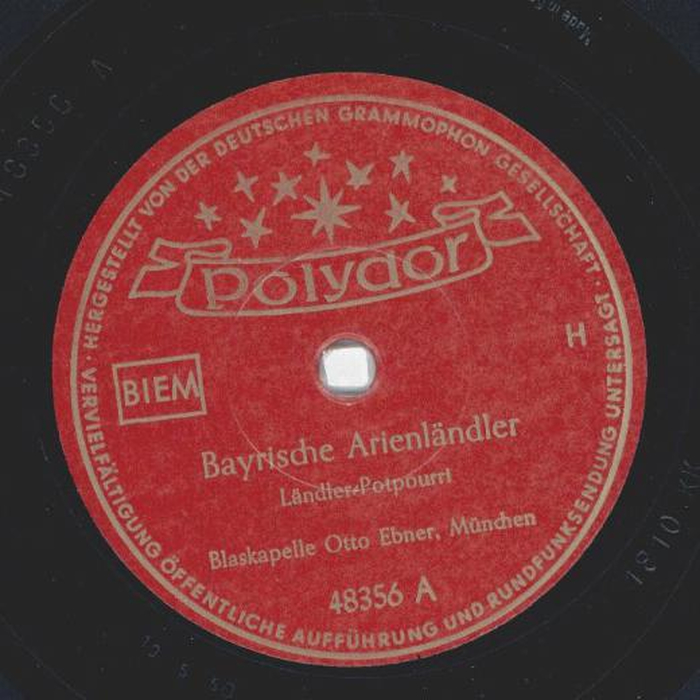 HERGESTELLT VON DER DEUTSCHEN GRAMMOPHON GESELLSCHAFT ·
Polydor
H
BIEM
Bayrische Arienländler
Ländler-Potpourri
Blaskapelle Otto Ebner, München
48356 A
· VERVIELFÄLTIGUNG ÖFFENTLICHE AUFFÜHRUNG UND RUNDFUNKSENDUNG UNTERSAGT